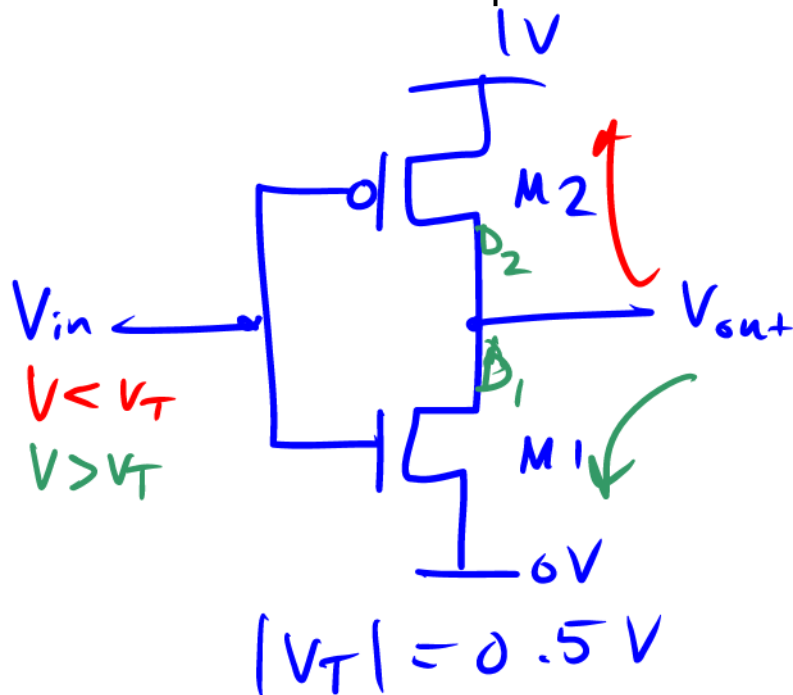 1V
M2
D2
Vin
Vout
V < VT
D1
V > VT
M1
0V
|VT| = 0.5 V